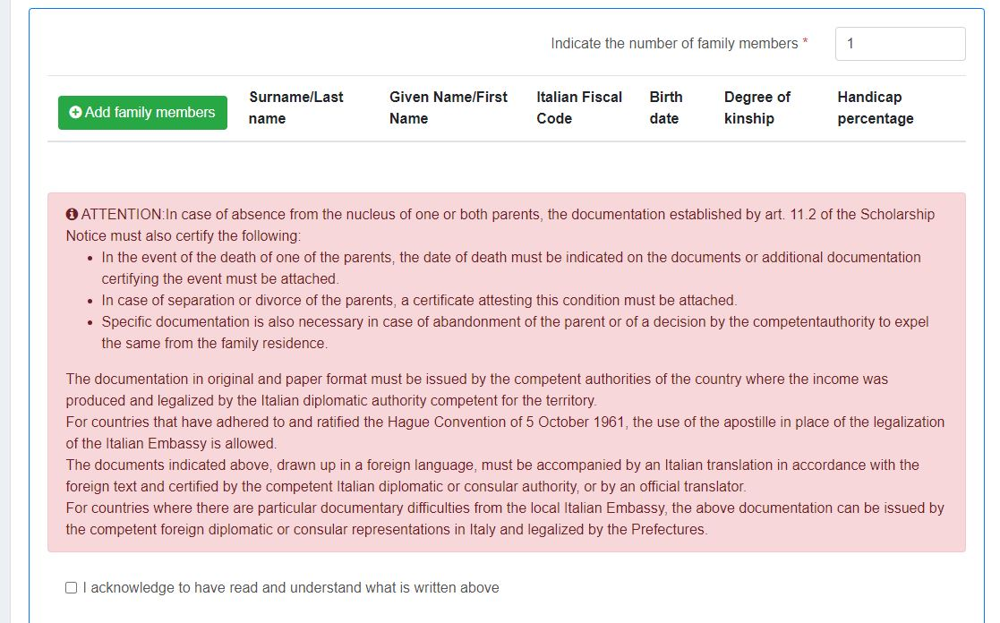 Indicate the number of family members * 1
Add family members Surname/Last name Given Name/First Name Italian Fiscal Code Birth date Degree of kinship Handicap percentage
ATTENTION:In case of absence from the nucleus of one or both parents, the documentation established by art. 11.2 of the Scholarship
Notice must also certify the following:
• In the event of the death of one of the parents, the date of death must be indicated on the documents or additional documentation
certifying the event must be attached.
• In case of separation or divorce of the parents, a certificate attesting this condition must be attached.
• Specific documentation is also necessary in case of abandonment of the parent or of a decision by the competentauthority to expel
the same from the family residence.
The documentation in original and paper format must be issued by the competent authorities of the country where the income was
produced and legalized by the Italian diplomatic authority competent for the territory.
For countries that have adhered to and ratified the Hague Convention of 5 October 1961, the use of the apostille in place of the legalization
of the Italian Embassy is allowed.
The documents indicated above, drawn up in a foreign language, must be accompanied by an Italian translation in accordance with the
foreign text and certified by the competent Italian diplomatic or consular authority, or by an official translator.
For countries where there are particular documentary difficulties from the local Italian Embassy, the above documentation can be issued by
the competent foreign diplomatic or consular representations in Italy and legalized by the Prefectures.
I acknowledge to have read and understand what is written above